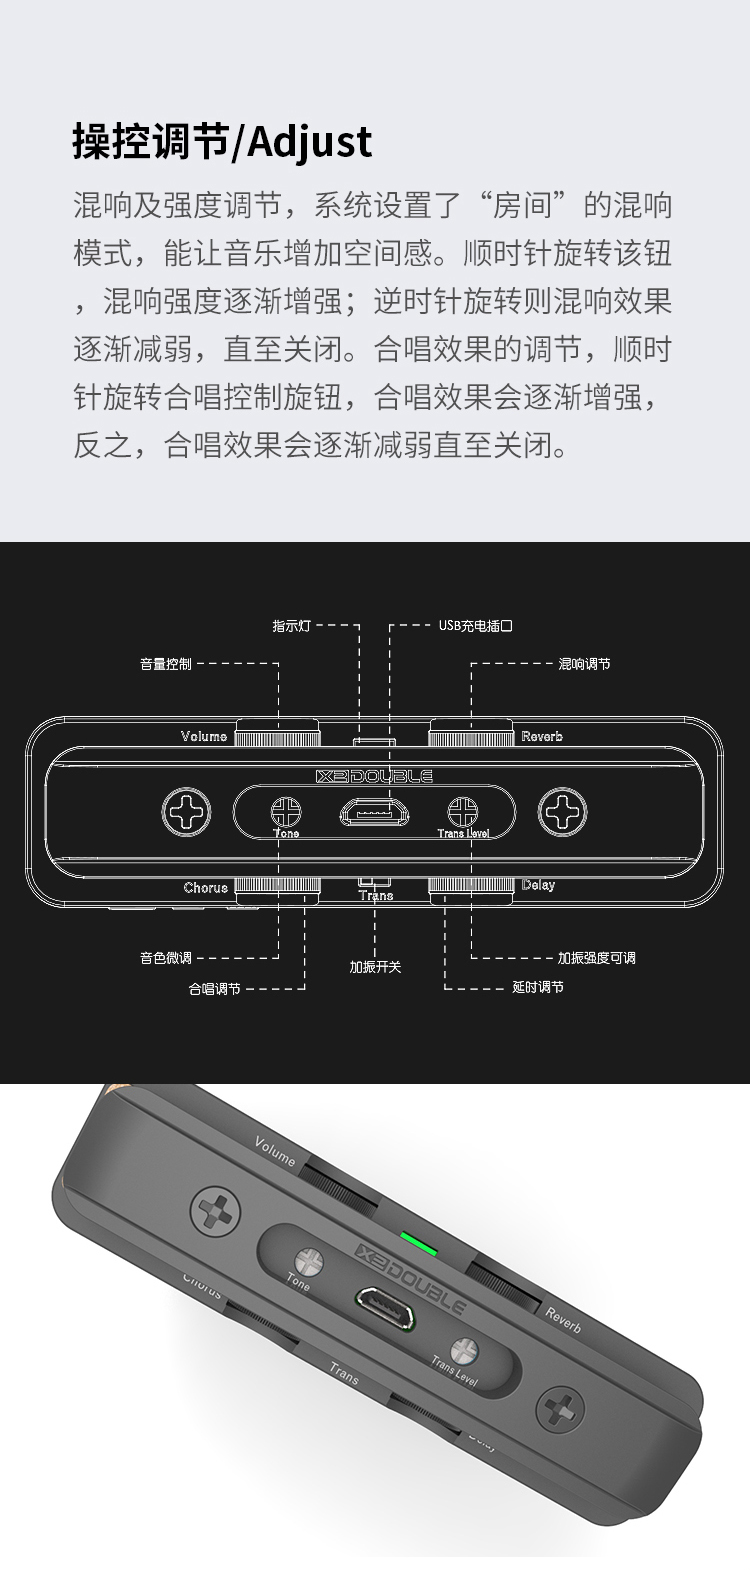 操控调节/Adjust
混响及强度调节，系统设置了“房间”的混响
模式，能让音乐增加空间感。顺时针旋转该钮
，混响强度逐渐增强；逆时针旋转则混响效果
逐渐减弱，直至关闭。合唱效果的调节，顺时
针旋转合唱控制旋钮，合唱效果会逐渐增强，
反之，合唱效果会逐渐减弱直至关闭。
指示灯
USB充电插口
音量控制
混响调节
Volume
Reverb
X2DOUBLE
Tone
Trans Level
Chorus
Trans
Delay
音色微调
加振开关
加振强度可调
合唱调节
延时调节
Volume
X2DOUBLE
Tone
Reverb
Chorus
Trans Level
Trans
Delay